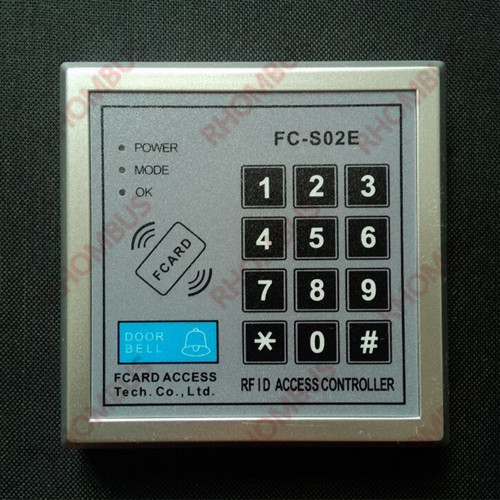 RHOMBUS
FC-S02E
POWER
MODE
OK
1 2 3
4 5 6
7 8 9
* 0 #
FCARD
DOOR
BELL
FCARD ACCESS
Tech.Co.,Ltd.
RFID ACCESS CONTROLLER